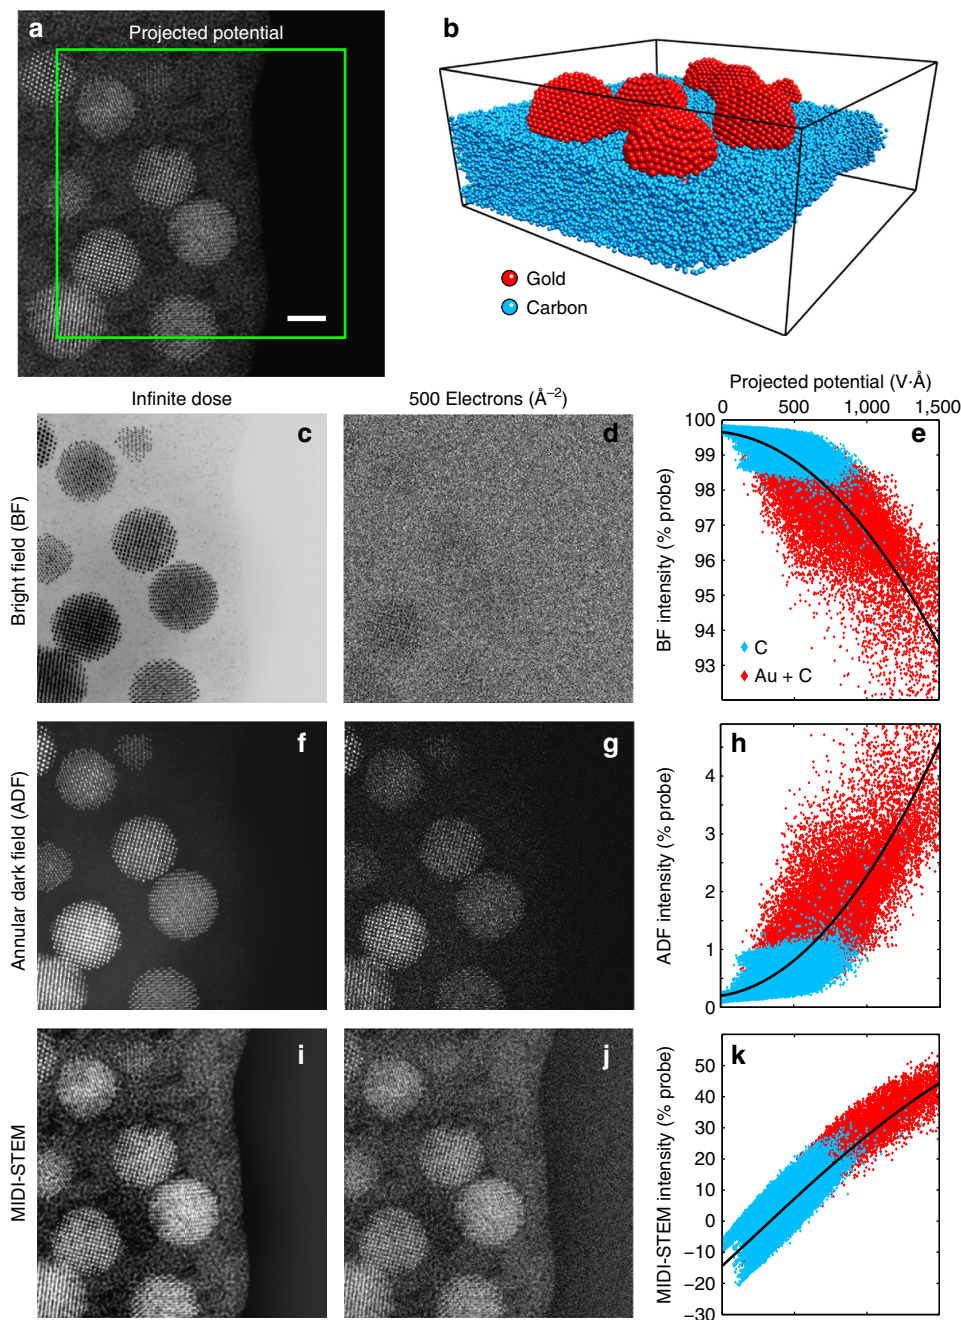 a
Projected potential
b
Gold
Carbon
Infinite dose
500 Electrons (Å⁻²)
Projected potential (V·Å)
0 500 1,000 1,500
Bright field (BF)
c
d
e
BF intensity (% probe)
100
99
98
97
96
95
94
93
C
Au + C
Annular dark field (ADF)
f
g
h
ADF intensity (% probe)
4
3
2
1
0
MIDI-STEM
i
j
k
MIDI-STEM intensity (% probe)
50
40
30
20
10
0
−10
−20
−30